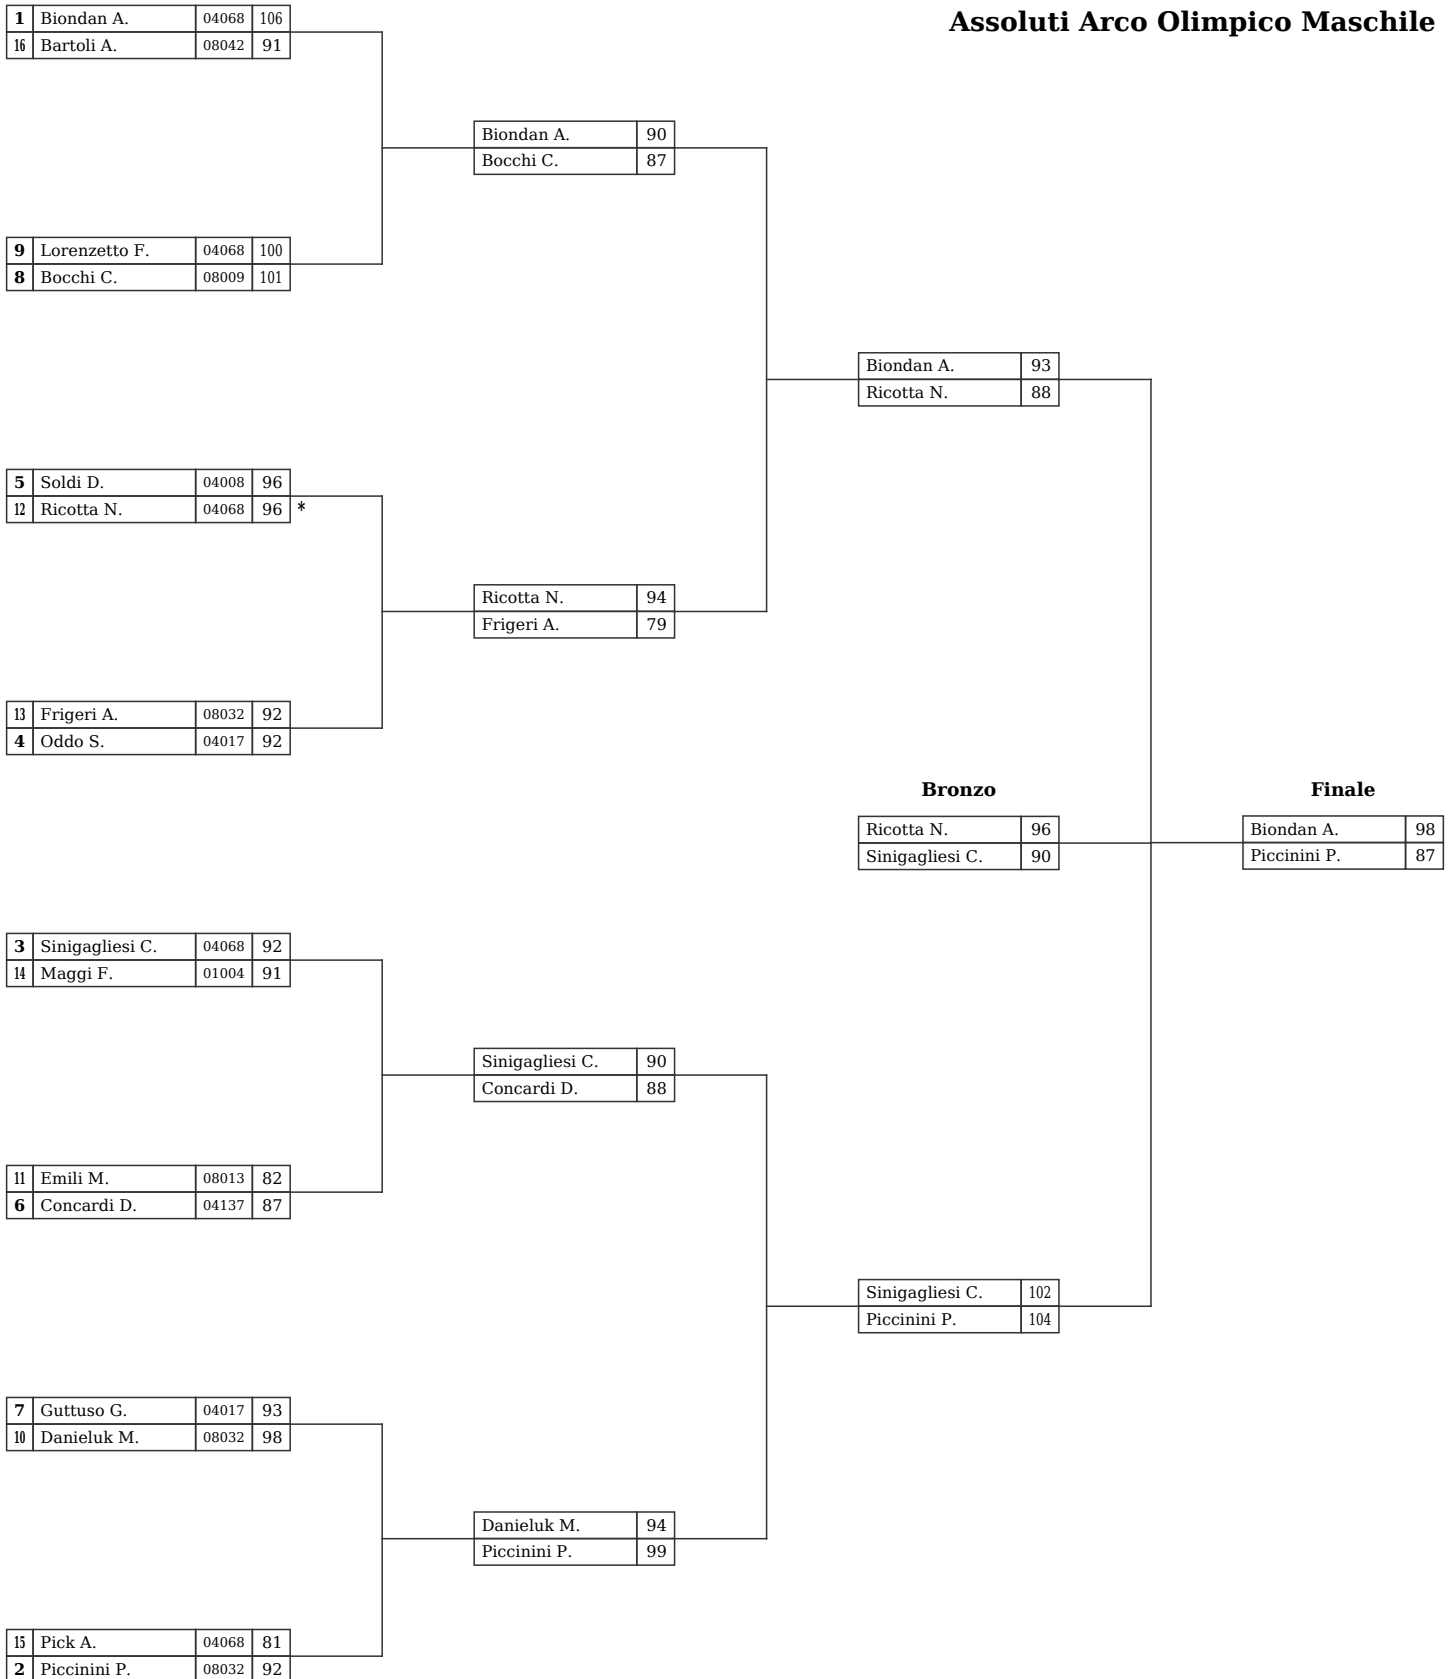 Assoluti Arco Olimpico Maschile
1 Biondan A. 04068 106
16 Bartoli A. 08042 91
Biondan A. 90
Bocchi C. 87
9 Lorenzetto F. 04068 100
8 Bocchi C. 08009 101
Biondan A. 93
Ricotta N. 88
5 Soldi D. 04008 96
12 Ricotta N. 04068 96 *
Ricotta N. 94
Frigeri A. 79
13 Frigeri A. 08032 92
4 Oddo S. 04017 92
Bronzo
Ricotta N. 96
Sinigagliesi C. 90
Finale
Biondan A. 98
Piccinini P. 87
3 Sinigagliesi C. 04068 92
14 Maggi F. 01004 91
Sinigagliesi C. 90
Concardi D. 88
11 Emili M. 08013 82
6 Concardi D. 04137 87
Sinigagliesi C. 102
Piccinini P. 104
7 Guttuso G. 04017 93
10 Danieluk M. 08032 98
Danieluk M. 94
Piccinini P. 99
15 Pick A. 04068 81
2 Piccinini P. 08032 92